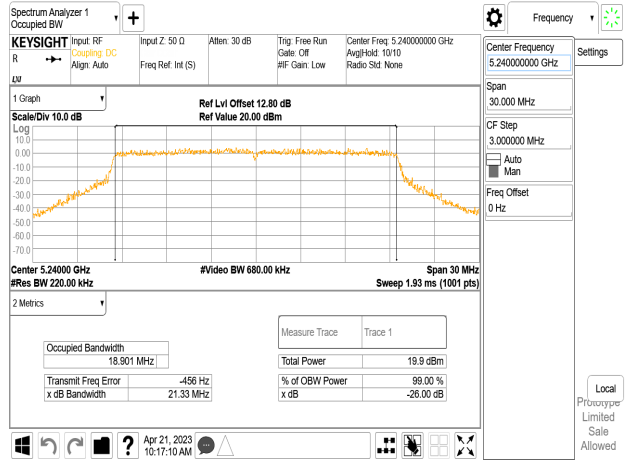 Spectrum Analyzer 1
Occupied BW
Frequency
KEYSIGHT
R
Input: RF
Coupling: DC
Align: Auto
Input Z: 50 Ω
Freq Ref: Int (S)
Atten: 30 dB
Trig: Free Run
Gate: Off
#IF Gain: Low
Center Freq: 5.240000000 GHz
Avg|Hold: 10/10
Radio Std: None
Center Frequency
5.240000000 GHz
Settings
Span
30.000 MHz
CF Step
3.000000 MHz
Auto
Man
Freq Offset
0 Hz
1 Graph
Ref Lvl Offset 12.80 dB
Scale/Div 10.0 dB
Ref Value 20.00 dBm
Log
10.0
0.00
-10.0
-20.0
-30.0
-40.0
-50.0
-60.0
-70.0
Center 5.24000 GHz
#Video BW 680.00 kHz
Span 30 MHz
#Res BW 220.00 kHz
Sweep 1.93 ms (1001 pts)
2 Metrics
Measure Trace
Trace 1
Occupied Bandwidth
18.901 MHz
Total Power
19.9 dBm
Transmit Freq Error
-456 Hz
% of OBW Power
99.00 %
x dB Bandwidth
21.33 MHz
x dB
-26.00 dB
Local
Prototype
Limited
Sale
Allowed
?
Apr 21, 2023
10:17:10 AM